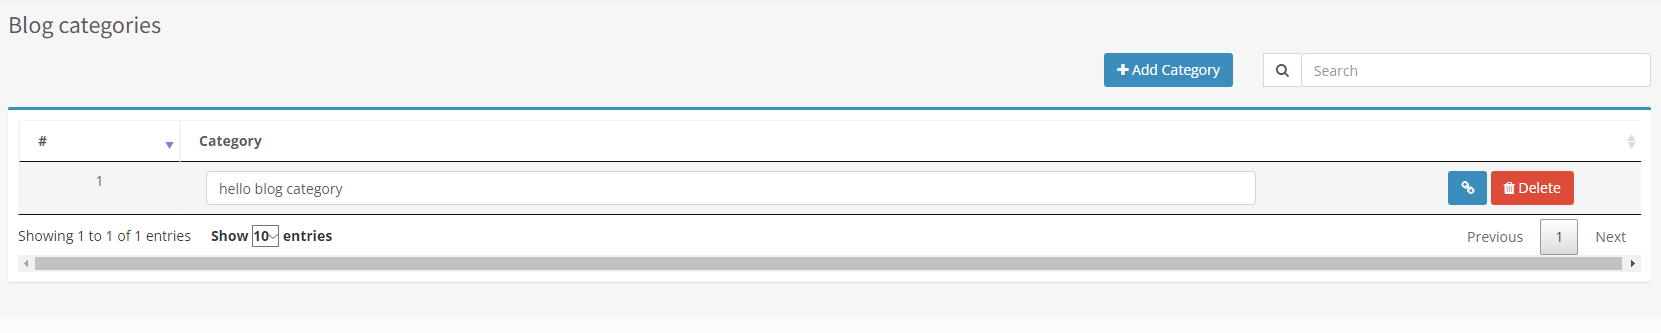 Blog categories
Add Category Search
# Category
1 hello blog category Delete
Showing 1 to 1 of 1 entries Show 10 entries Previous 1 Next